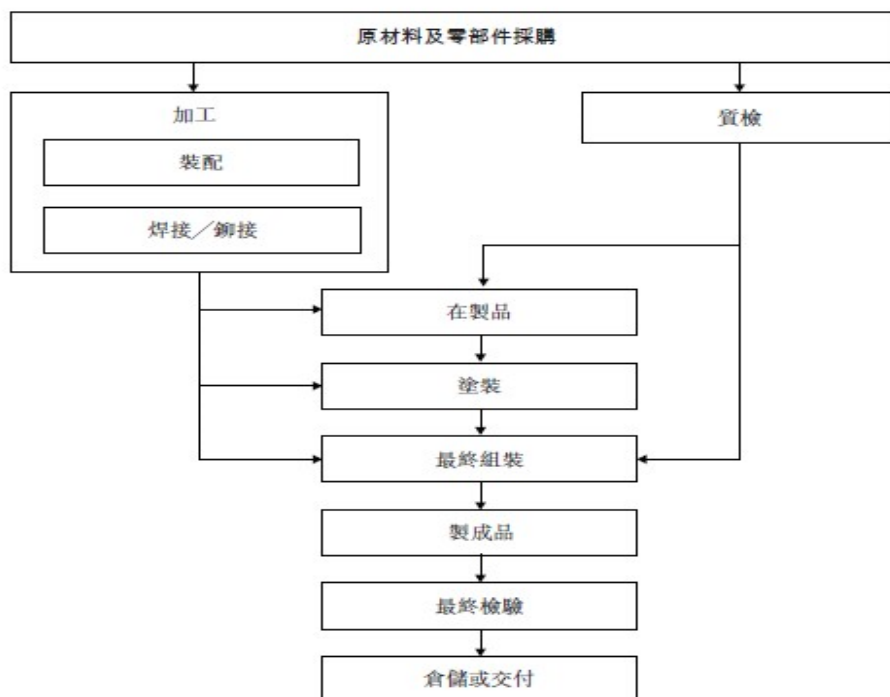 原材料及零部件採購
加工
質檢
裝配
焊接／鉚接
在製品
塗裝
最終組裝
製成品
最終檢驗
倉儲或交付